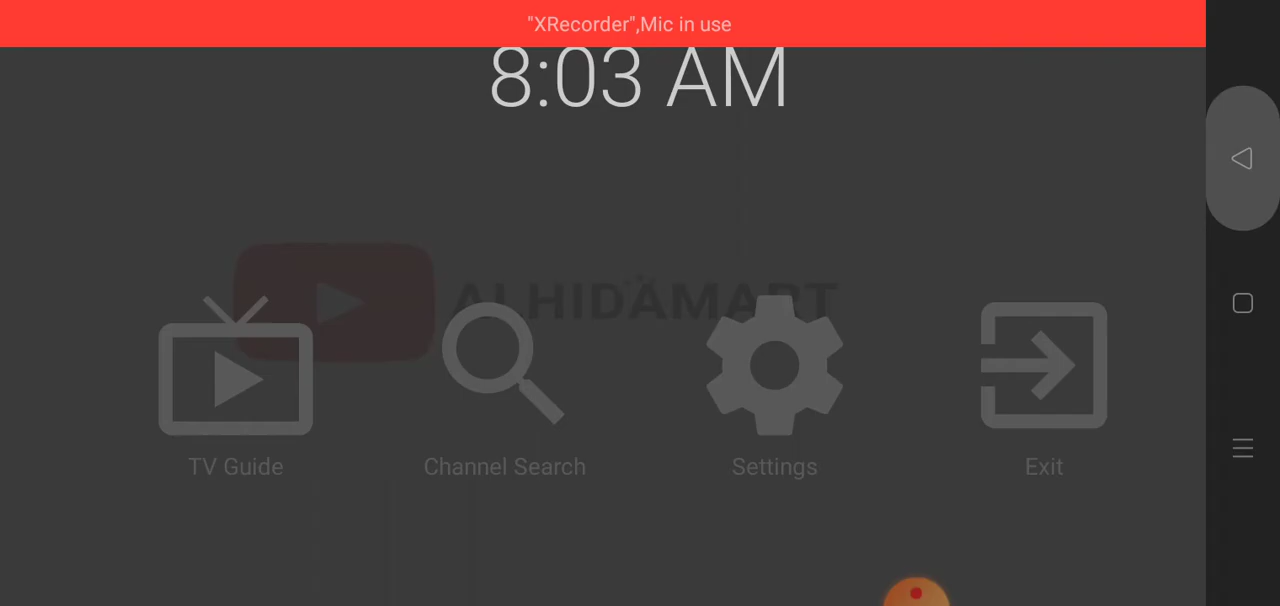 "XRecorder",Mic in use
8:03 AM
ALHIDAMART
TV Guide
Channel Search
Settings
Exit